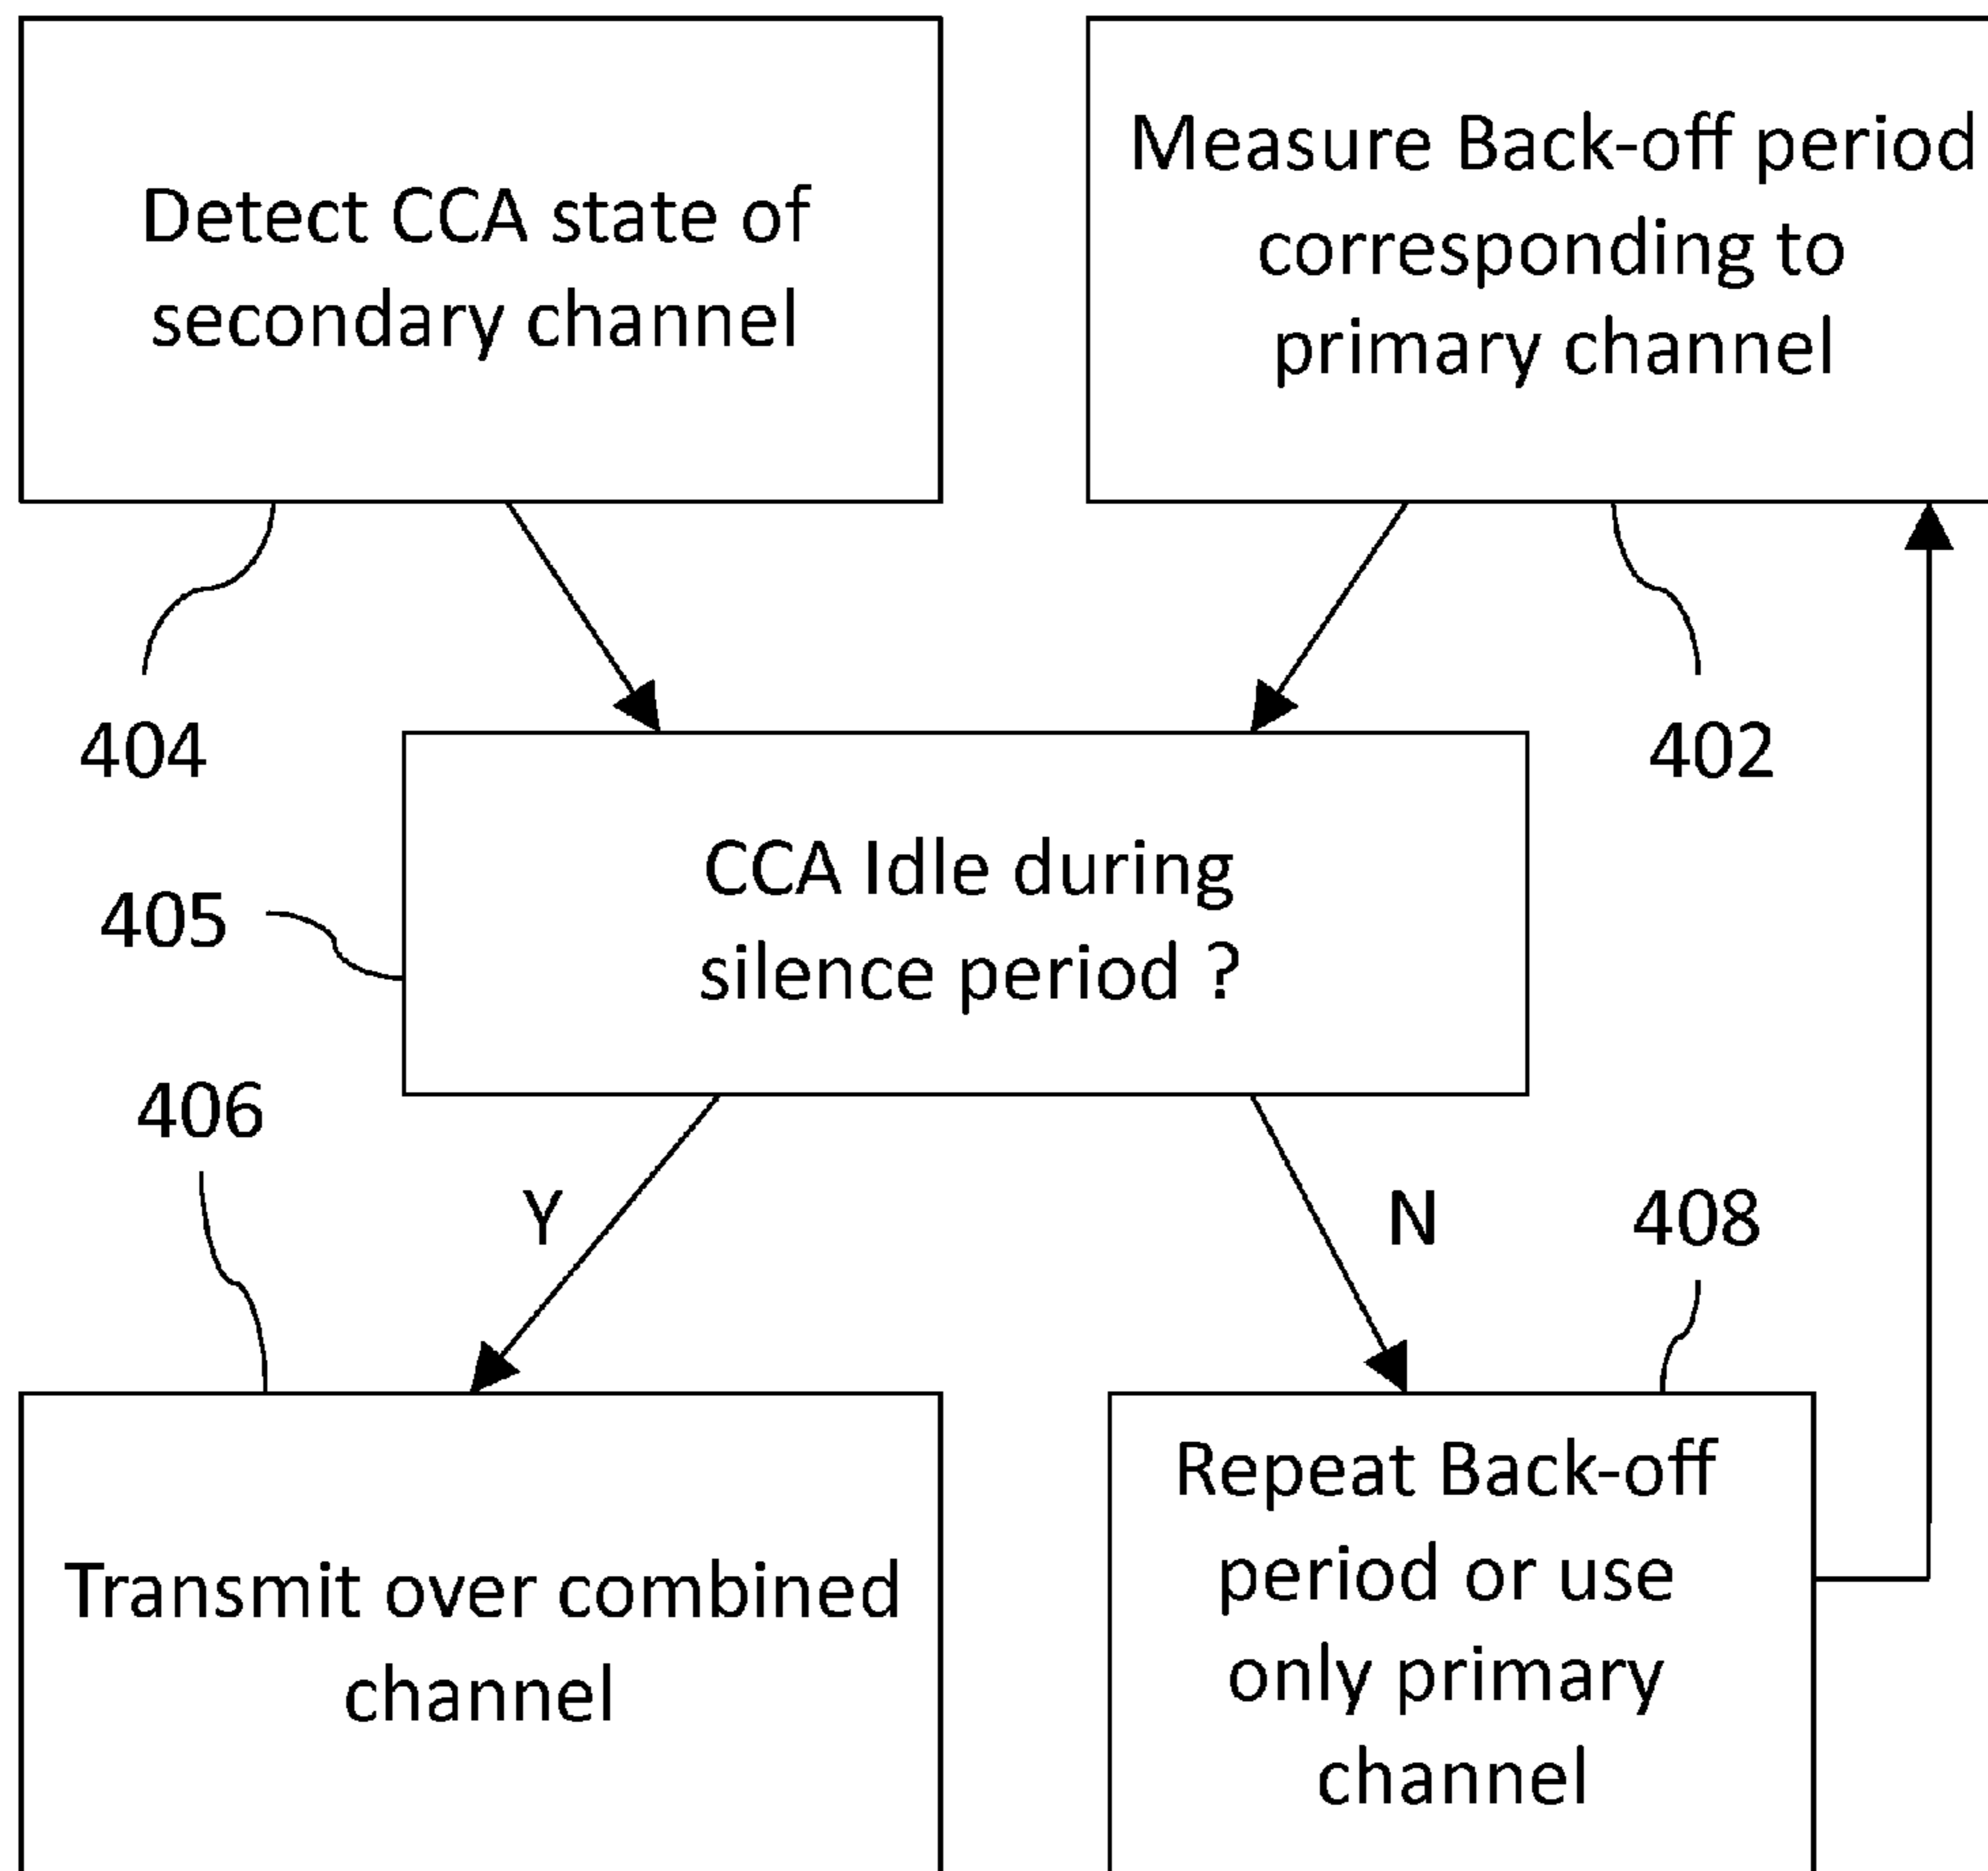 Detect CCA state of
secondary channel
Measure Back-off period
corresponding to
primary channel
404
402
CCA Idle during
silence period ?
405
406
Y
N
408
Transmit over combined
channel
Repeat Back-off
period or use
only primary
channel